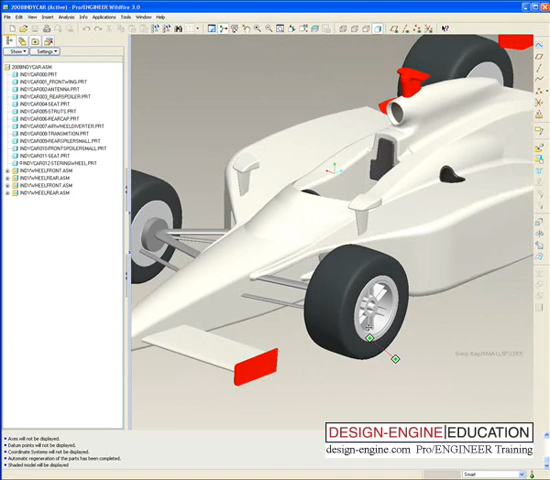 2008INDYCAR (Active) - Pro/ENGINEER Wildfire 3.0
File Edit View Insert Analysis Info Applications Tools Window Help
Show Settings
2008INDYCAR.ASM
INDYCAR000.PRT
INDYCAR001_FRONTWING.PRT
INDYCAR002-ANTENNA.PRT
INDYCAR003_REARSPOILER.PRT
INDYCAR004-SEAT.PRT
INDYCAR005-STRUTS.PRT
INDYCAR006-REARCAP.PRT
INDYCAR007-AIRWHEELDIVERTER.PRT
INDYCAR008-TRANSMITION.PRT
INDYCAR009-REARSPOILERSMALL.PRT
INDYCAR010-FRONTSPOILERSMALL.PRT
INDYCAR011-SEAT.PRT
INDYCAR012-STERINGWHEEL.PRT
INDYWHEELFRONT.ASM
INDYWHEELREAR.ASM
INDYWHEELFRONT.ASM
INDYWHEELREAR.ASM
• Axes will not be displayed.
• Datum points will not be displayed.
• Coordinate Systems will not be displayed.
• Automatic regeneration of the parts has been completed.
• Shaded model will be displayed
DESIGN-ENGINE|EDUCATION
design-engine.com Pro/ENGINEER Training
Smart